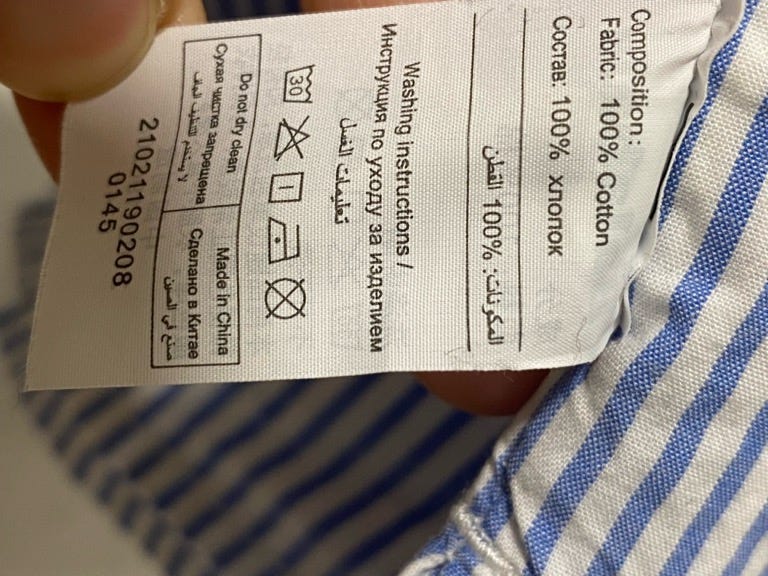 Composition:
Fabric: 100% Cotton
Состав: 100% хлопок
المكونات: 100% القطن
Washing instructions /
Инструкция по уходу за изделием
تعليمات الغسل
30
Do not dry clean
Сухая чистка запрещена
لا يستخدم التنظيف الجاف
Made in China
Сделано в Китае
صنع في الصين
21021190208
0145